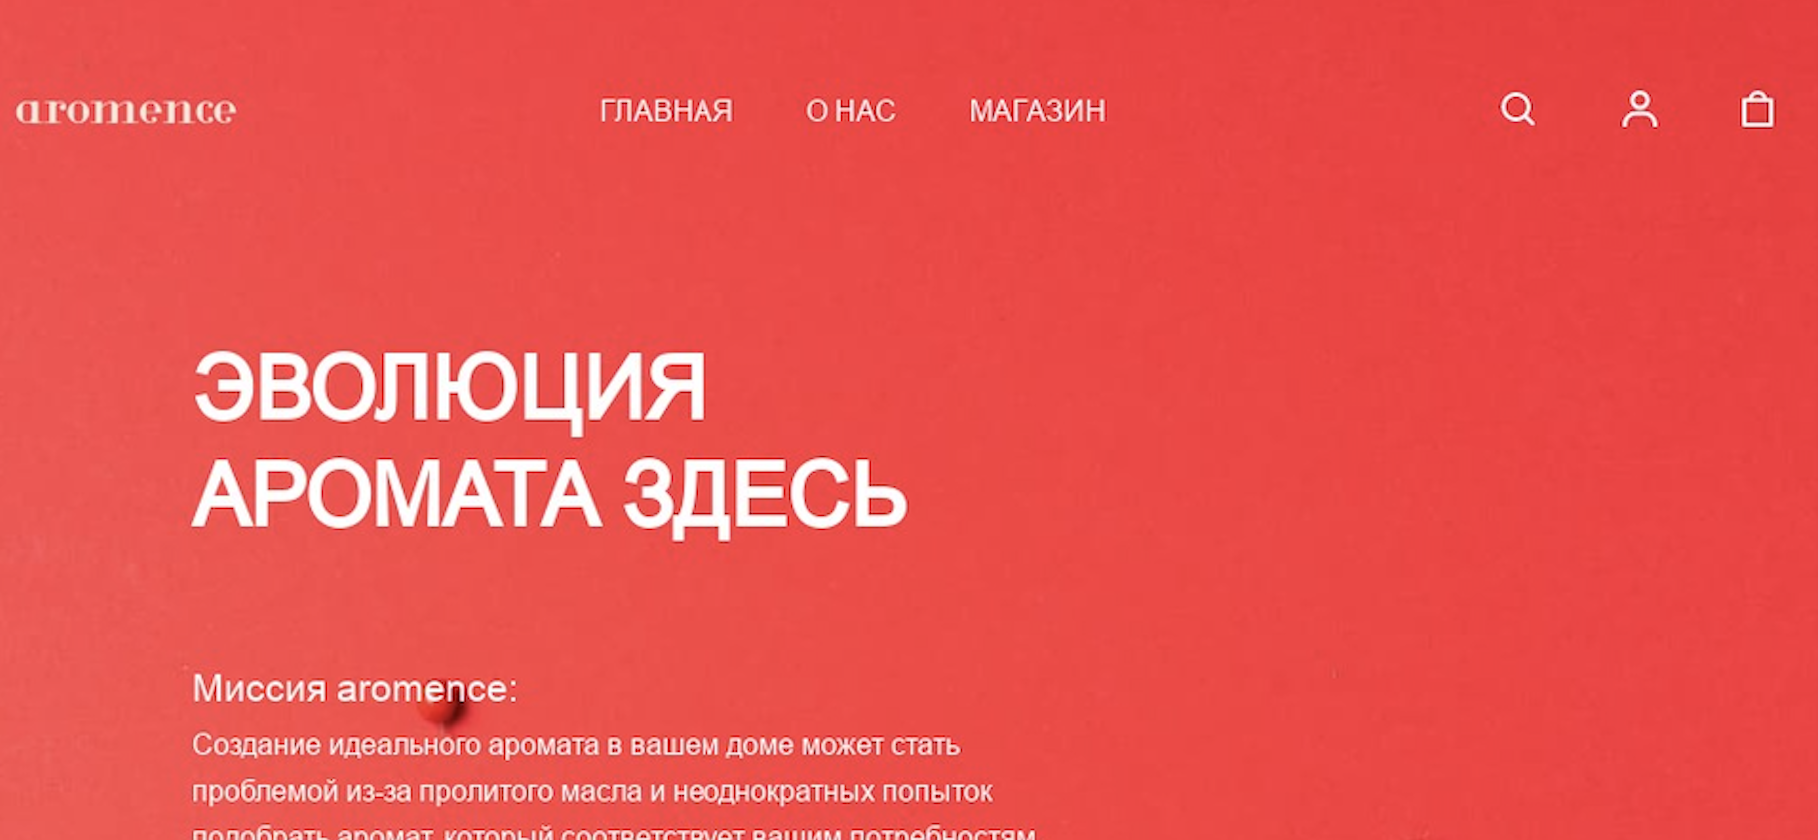 aromence
ГЛАВНАЯ О НАС МАГАЗИН
ЭВОЛЮЦИЯ
АРОМАТА ЗДЕСЬ
Миссия aromence:
Создание идеального аромата в вашем доме может стать
проблемой из-за пролитого масла и неоднократных попыток
подобрать аромат, который соответствует вашим потребностям